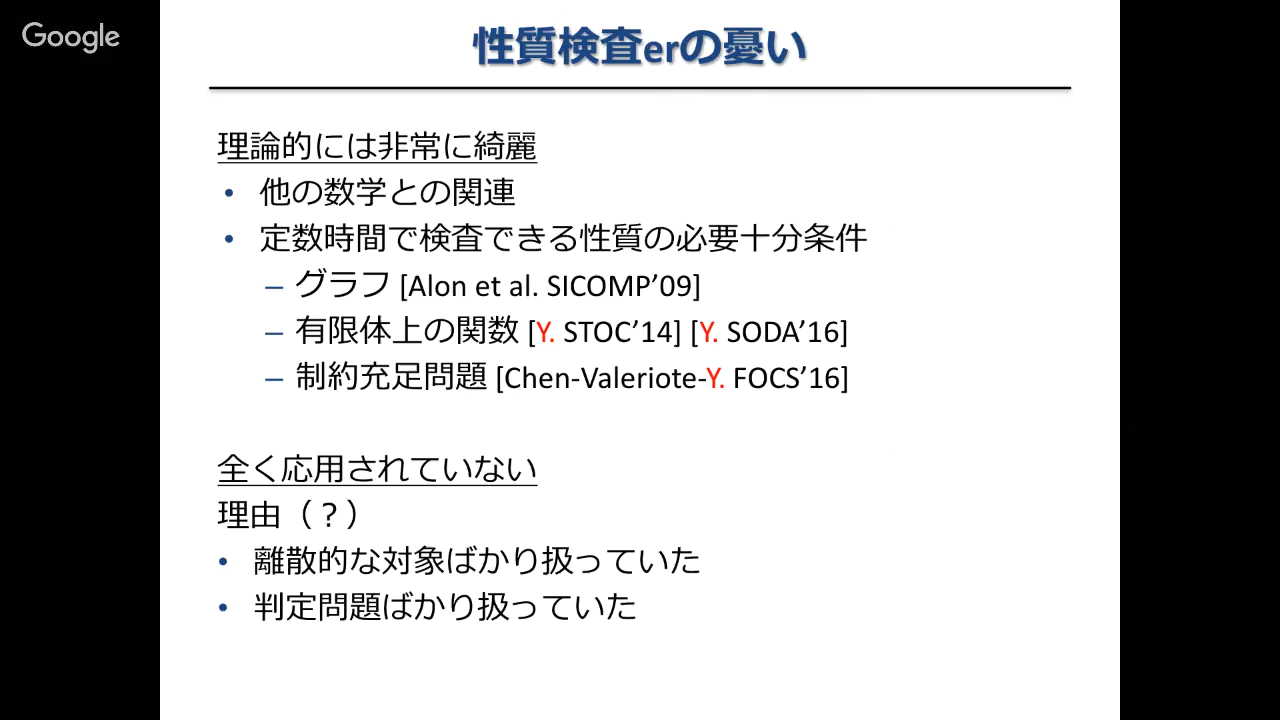 Google
性質検査erの憂い
理論的には非常に綺麗
• 他の数学との関連
• 定数時間で検査できる性質の必要十分条件
– グラフ [Alon et al. SICOMP’09]
– 有限体上の関数 [Y. STOC’14] [Y. SODA’16]
– 制約充足問題 [Chen-Valeriote-Y. FOCS’16]
全く応用されていない
理由（？）
• 離散的な対象ばかり扱っていた
• 判定問題ばかり扱っていた